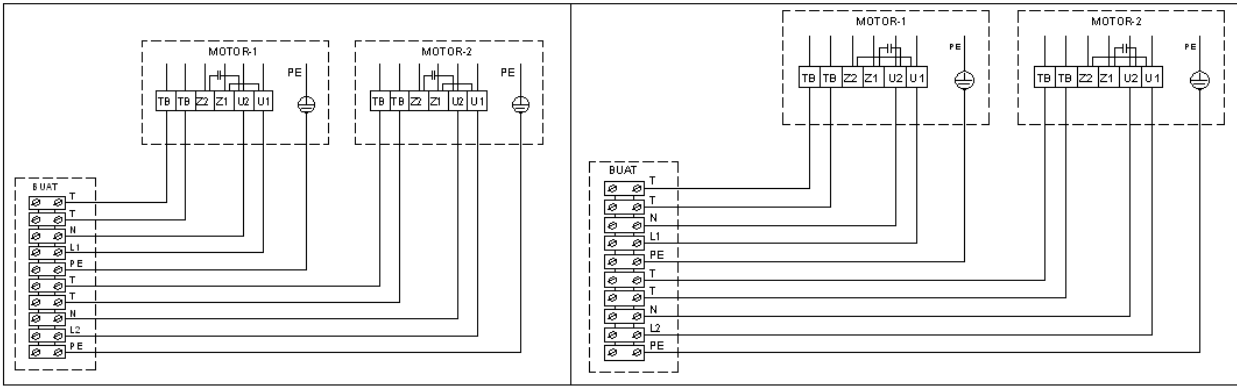 MOTOR-1
MOTOR-2
PE
PE
TB TB Z2 Z1 U2 U1
TB TB Z2 Z1 U2 U1
BUAT
T
T
N
L1
PE
T
T
N
L2
PE
MOTOR-1
MOTOR-2
PE
PE
TB TB Z2 Z1 U2 U1
TB TB Z2 Z1 U2 U1
BUAT
T
T
N
L1
PE
T
T
N
L2
PE